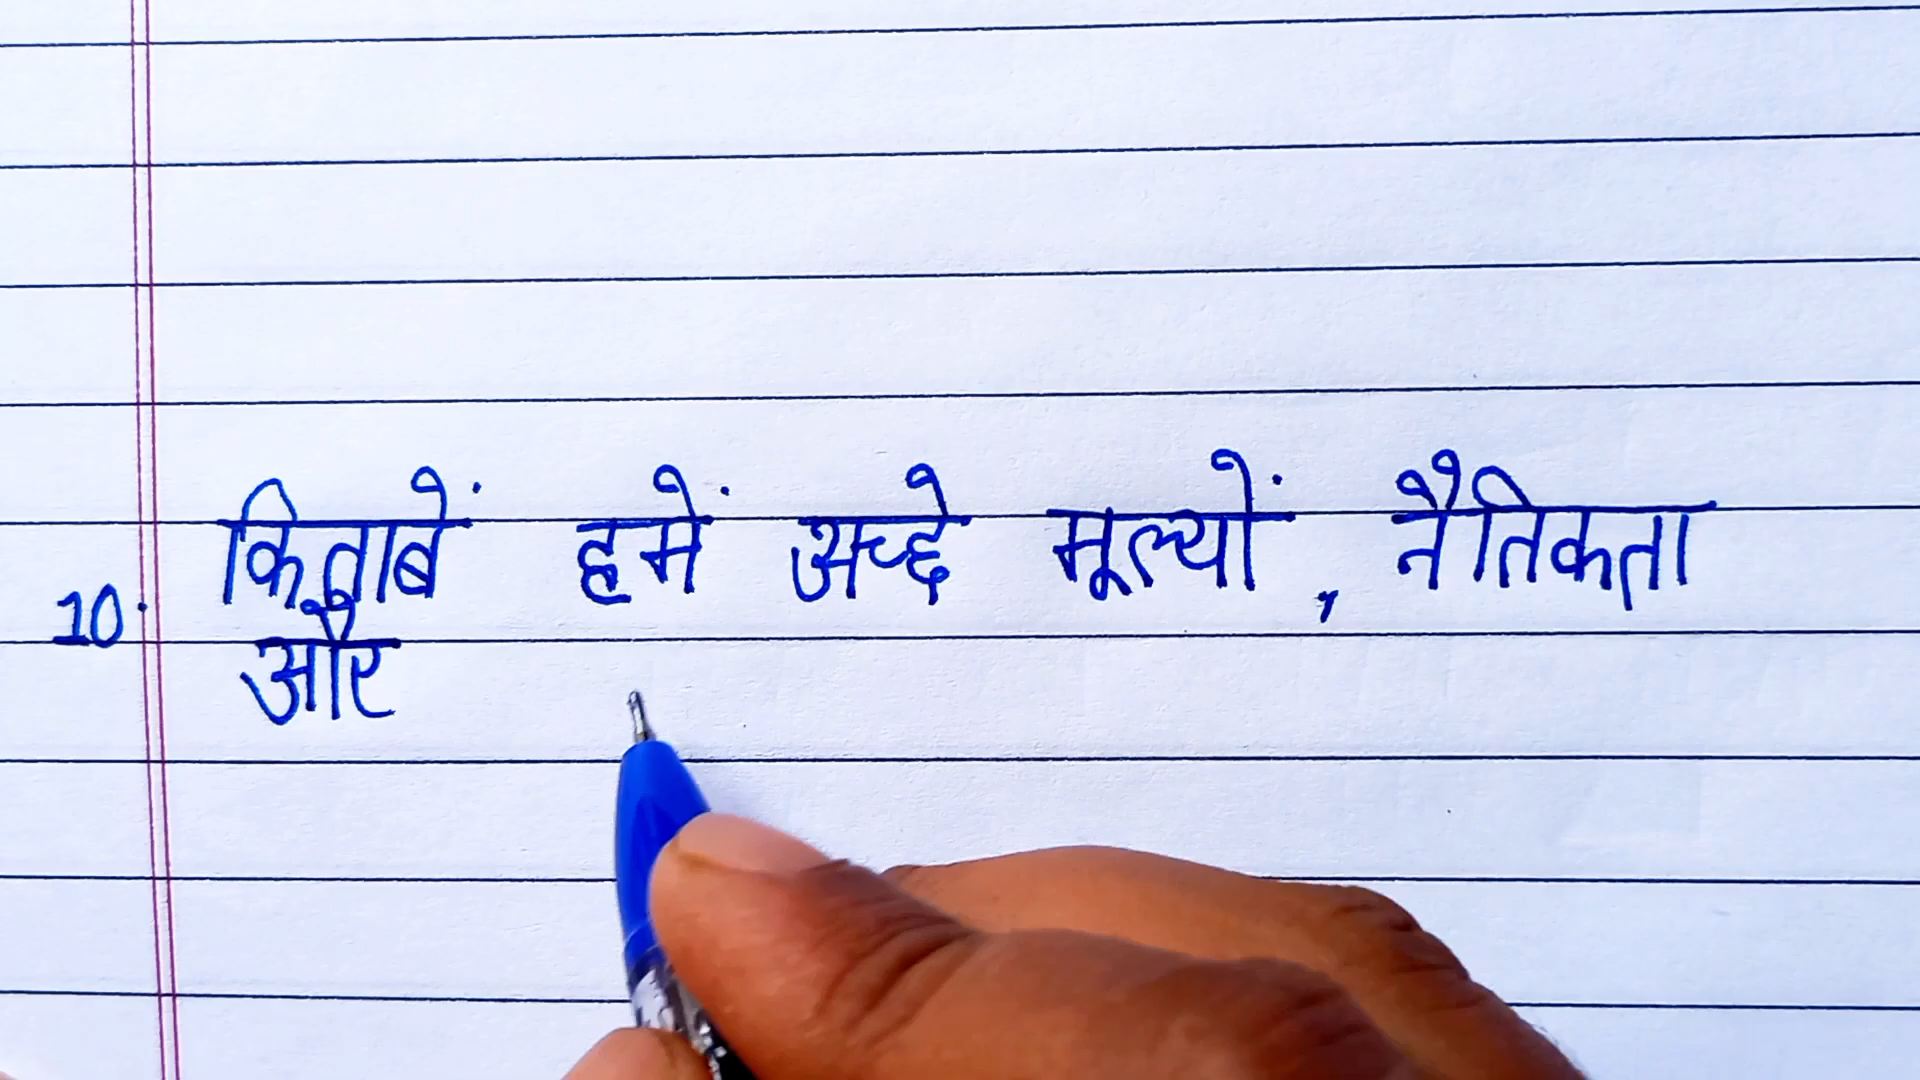 10. किताबें हमें अच्छे मूल्यों, नैतिकता
और